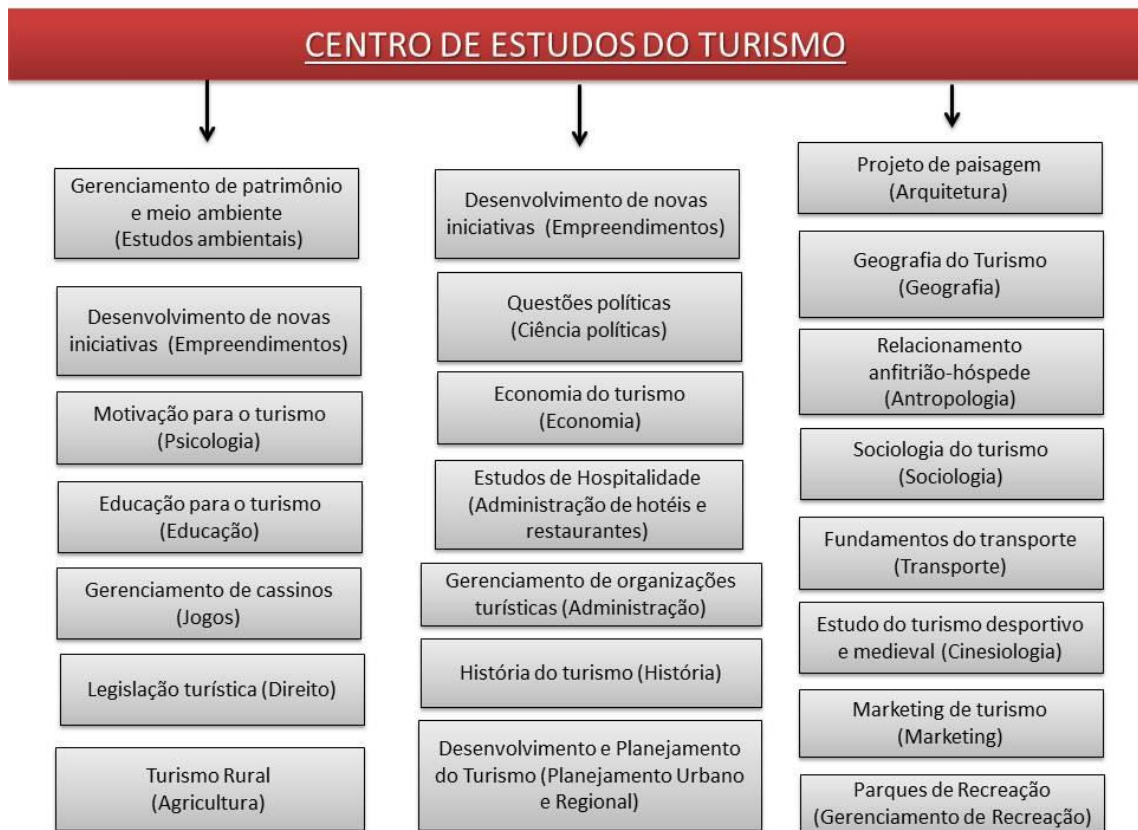 CENTRO DE ESTUDOS DO TURISMO
Gerenciamento de patrimônio
e meio ambiente
(Estudos ambientais)
Desenvolvimento de novas
iniciativas (Empreendimentos)
Motivação para o turismo
(Psicologia)
Educação para o turismo
(Educação)
Gerenciamento de cassinos
(Jogos)
Legislação turística (Direito)
Turismo Rural
(Agricultura)
Desenvolvimento de novas
iniciativas (Empreendimentos)
Questões políticas
(Ciência políticas)
Economia do turismo
(Economia)
Estudos de Hospitalidade
(Administração de hotéis e
restaurantes)
Gerenciamento de organizações
turísticas (Administração)
História do turismo (História)
Desenvolvimento e Planejamento
do Turismo (Planejamento Urbano
e Regional)
Projeto de paisagem
(Arquitetura)
Geografia do Turismo
(Geografia)
Relacionamento
anfitrião-hóspede
(Antropologia)
Sociologia do turismo
(Sociologia)
Fundamentos do transporte
(Transporte)
Estudo do turismo desportivo
e medieval (Cinesiologia)
Marketing de turismo
(Marketing)
Parques de Recreação
(Gerenciamento de Recreação)